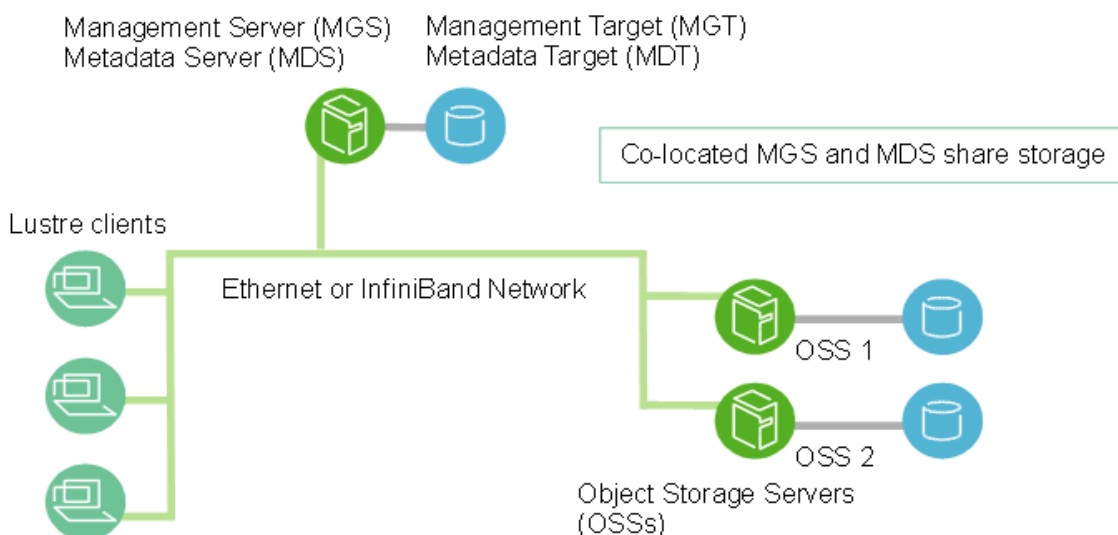 Management Server (MGS)
Metadata Server (MDS)
Management Target (MGT)
Metadata Target (MDT)
Co-located MGS and MDS share storage
Lustre clients
Ethernet or InfiniBand Network
OSS 1
OSS 2
Object Storage Servers
(OSSs)